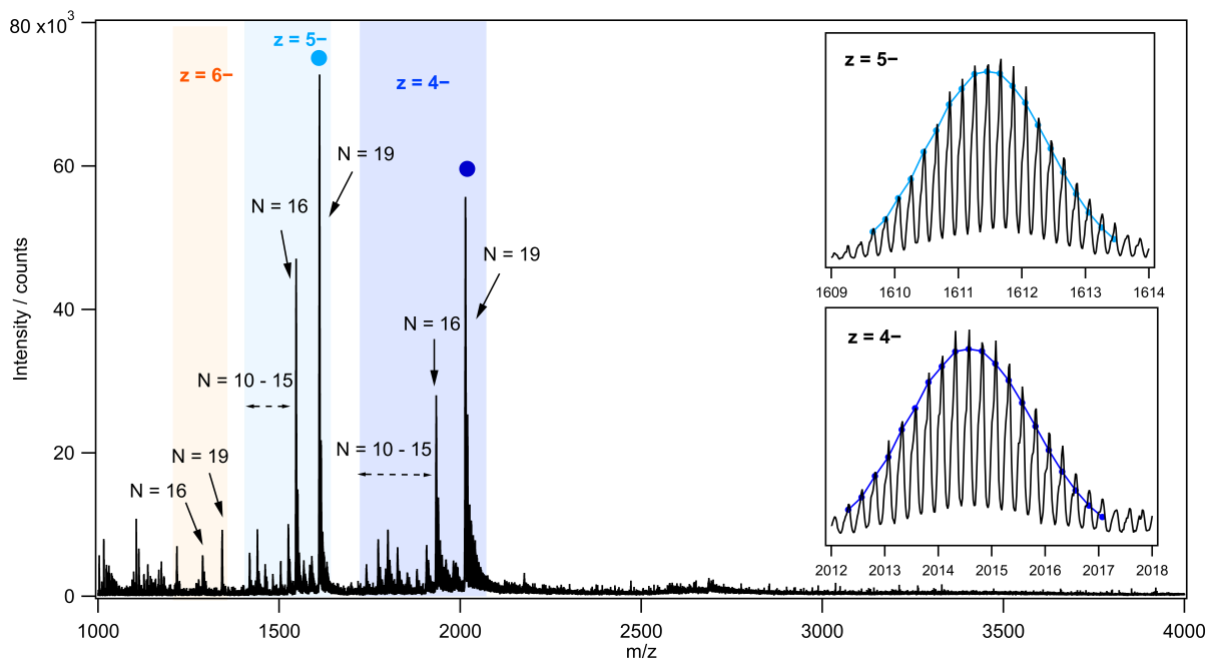 80 x10³
60
40
20
0
Intensity / counts
z = 6−
z = 5−
z = 4−
N = 19
N = 16
N = 19
N = 16
N = 10 - 15
N = 10 - 15
N = 19
N = 16
1000
1500
2000
2500
3000
3500
4000
m/z
z = 5−
1609
1610
1611
1612
1613
1614
z = 4−
2012
2013
2014
2015
2016
2017
2018